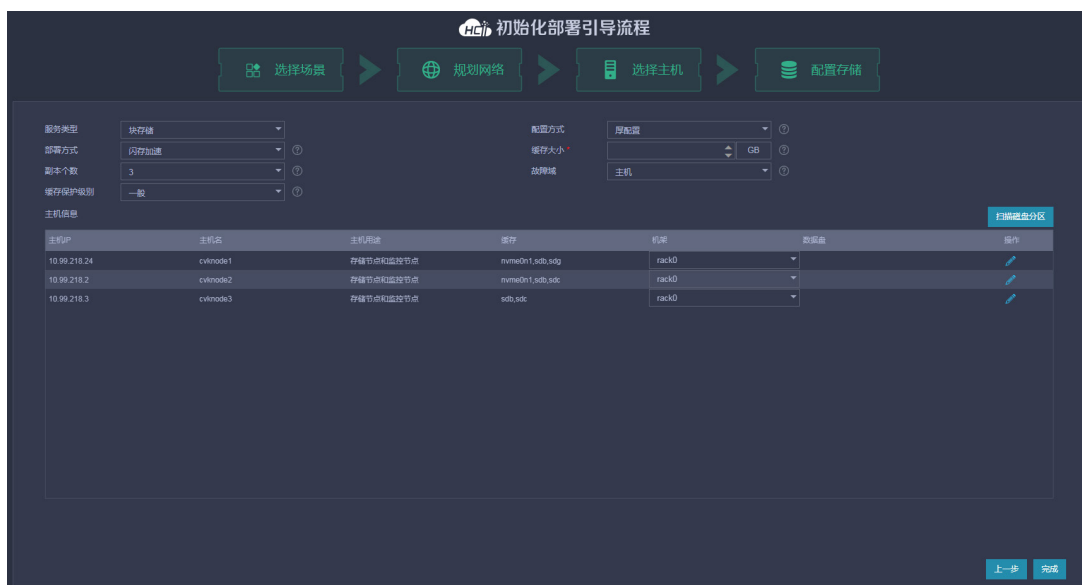 HCI 初始化部署引导流程
选择场景 规划网络 选择主机 配置存储
服务类型 块存储 配置方式 厚配置
部署方式 闪存加速 缓存大小* GB
副本个数 3 故障域 主机
缓存保护级别 一般
主机信息 扫描磁盘分区
主机IP 主机名 主机用途 缓存 机架 数据盘 操作
10.99.218.24 cvknode1 存储节点和监控节点 nvme0n1,sdb,sdg rack0
10.99.218.2 cvknode2 存储节点和监控节点 nvme0n1,sdb,sdc rack0
10.99.218.3 cvknode3 存储节点和监控节点 sdb,sdc rack0
上一步 完成